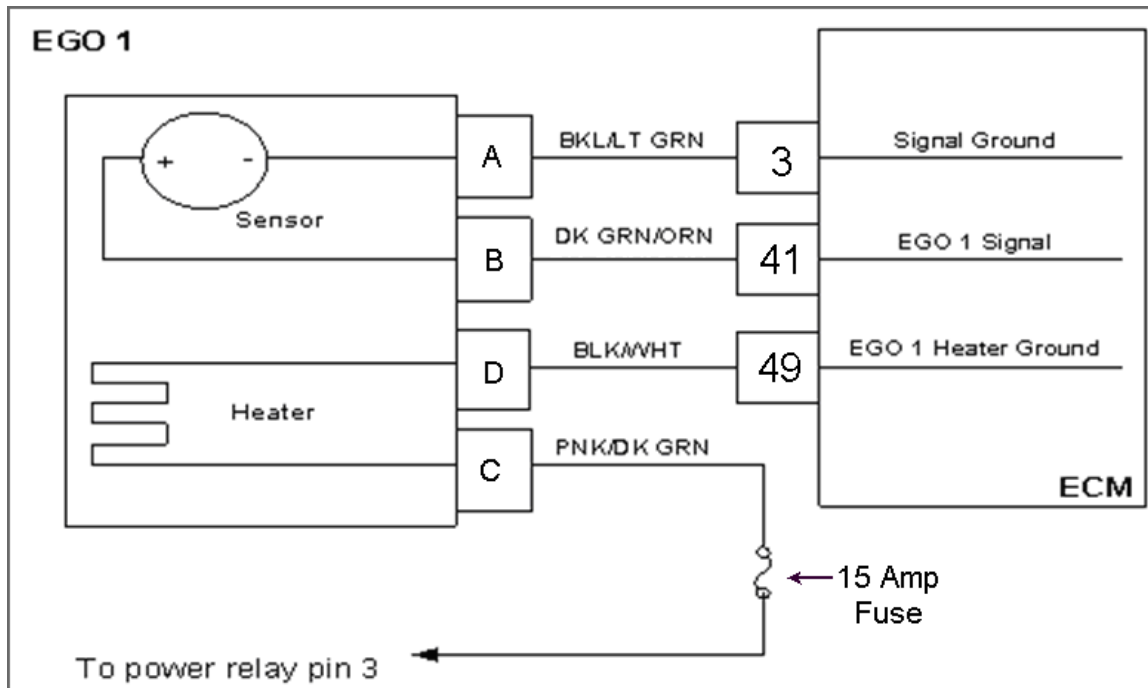 EGO 1
A
BKL/LT GRN
3
Signal Ground
+
-
Sensor
B
DK GRN/ORN
41
EGO 1 Signal
D
BLK/WHT
49
EGO 1 Heater Ground
Heater
C
PNK/DK GRN
ECM
15 Amp
Fuse
To power relay pin 3